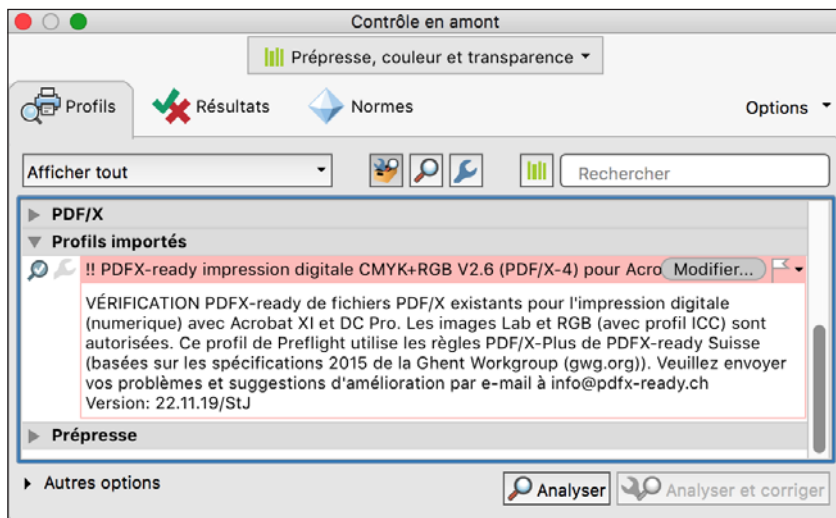 Contrôle en amont
Prépresse, couleur et transparence
Profils
Résultats
Normes
Options
Afficher tout
Rechercher
PDF/X
Profils importés
!! PDFX-ready impression digitale CMYK+RGB V2.6 (PDF/X-4) pour Acro
Modifier...
VÉRIFICATION PDFX-ready de fichiers PDF/X existants pour l'impression digitale
(numerique) avec Acrobat XI et DC Pro. Les images Lab et RGB (avec profil ICC) sont
autorisées. Ce profil de Preflight utilise les règles PDF/X-Plus de PDFX-ready Suisse
(basées sur les spécifications 2015 de la Ghent Workgroup (gwg.org)). Veuillez envoyer
vos problèmes et suggestions d'amélioration par e-mail à info@pdfx-ready.ch
Version: 22.11.19/StJ
Prépresse
Autres options
Analyser
Analyser et corriger